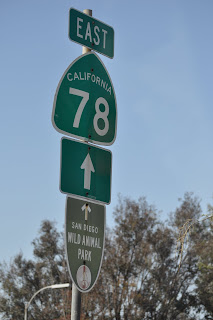 EAST
CALIFORNIA
78
SAN DIEGO
WILD ANIMAL
PARK